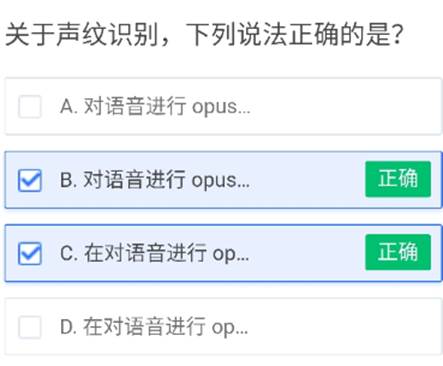 关于声纹识别，下列说法正确的是？
A. 对语音进行 opus...
B. 对语音进行 opus... 正确
C. 在对语音进行 op... 正确
D. 在对语音进行 op...